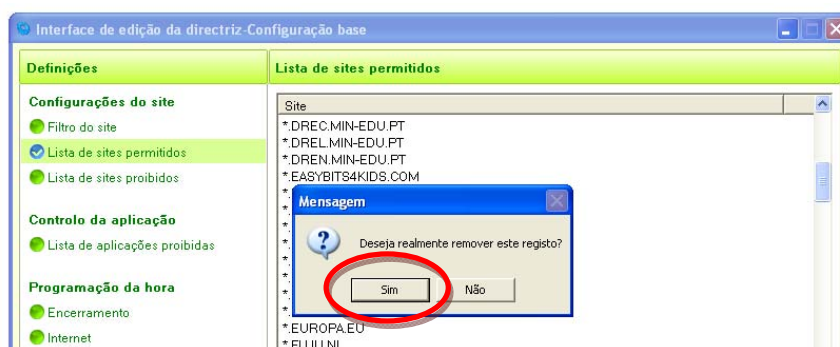 Interface de edição da directriz-Configuração base
Definições
Configurações do site
Filtro do site
Lista de sites permitidos
Lista de sites proibidos
Controlo da aplicação
Lista de aplicações proibidas
Programação da hora
Encerramento
Internet
Lista de sites permitidos
Site
*.DREC.MIN-EDU.PT
*.DREL.MIN-EDU.PT
*.DREN.MIN-EDU.PT
*.EASYBITS4KIDS.COM
Mensagem
Deseja realmente remover este registo?
Sim Não
*.EUROPA.EU